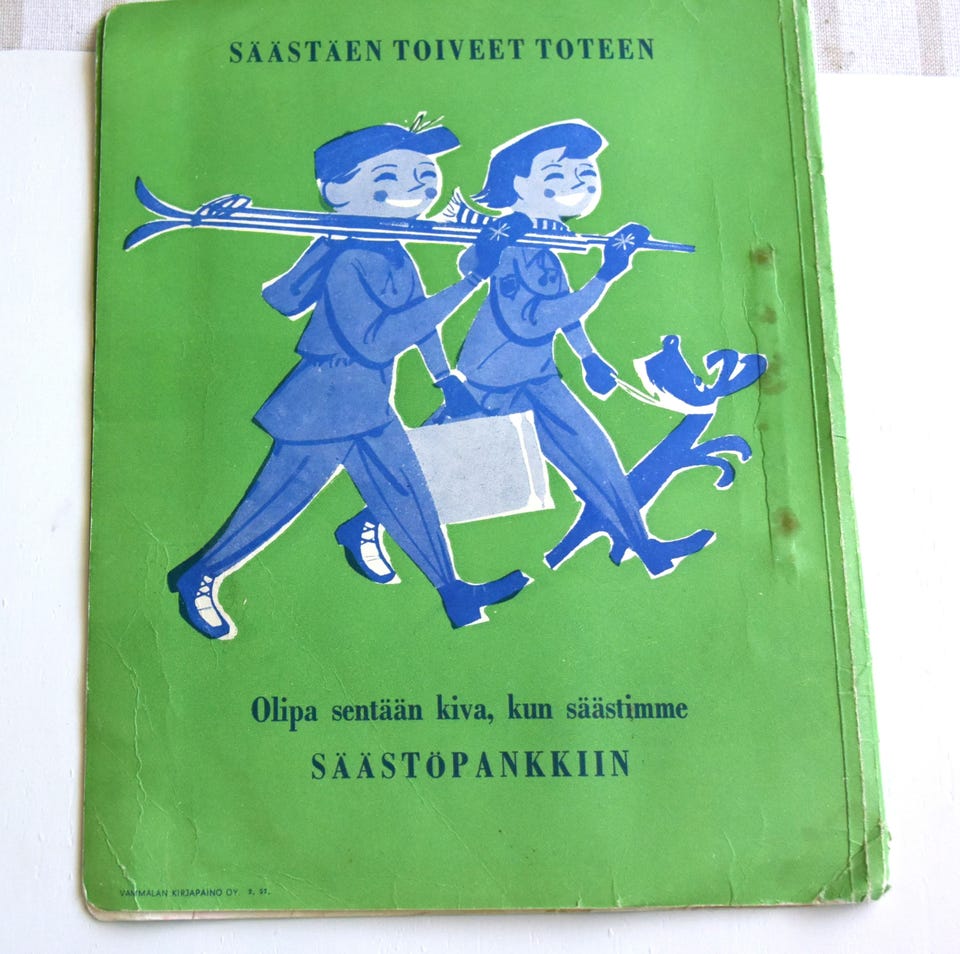 SÄÄSTÄEN TOIVEET TOTEEN
Olipa sentään kiva, kun säästimme
SÄÄSTÖPANKKIIN
VAMMALAN KIRJAPAINO OY